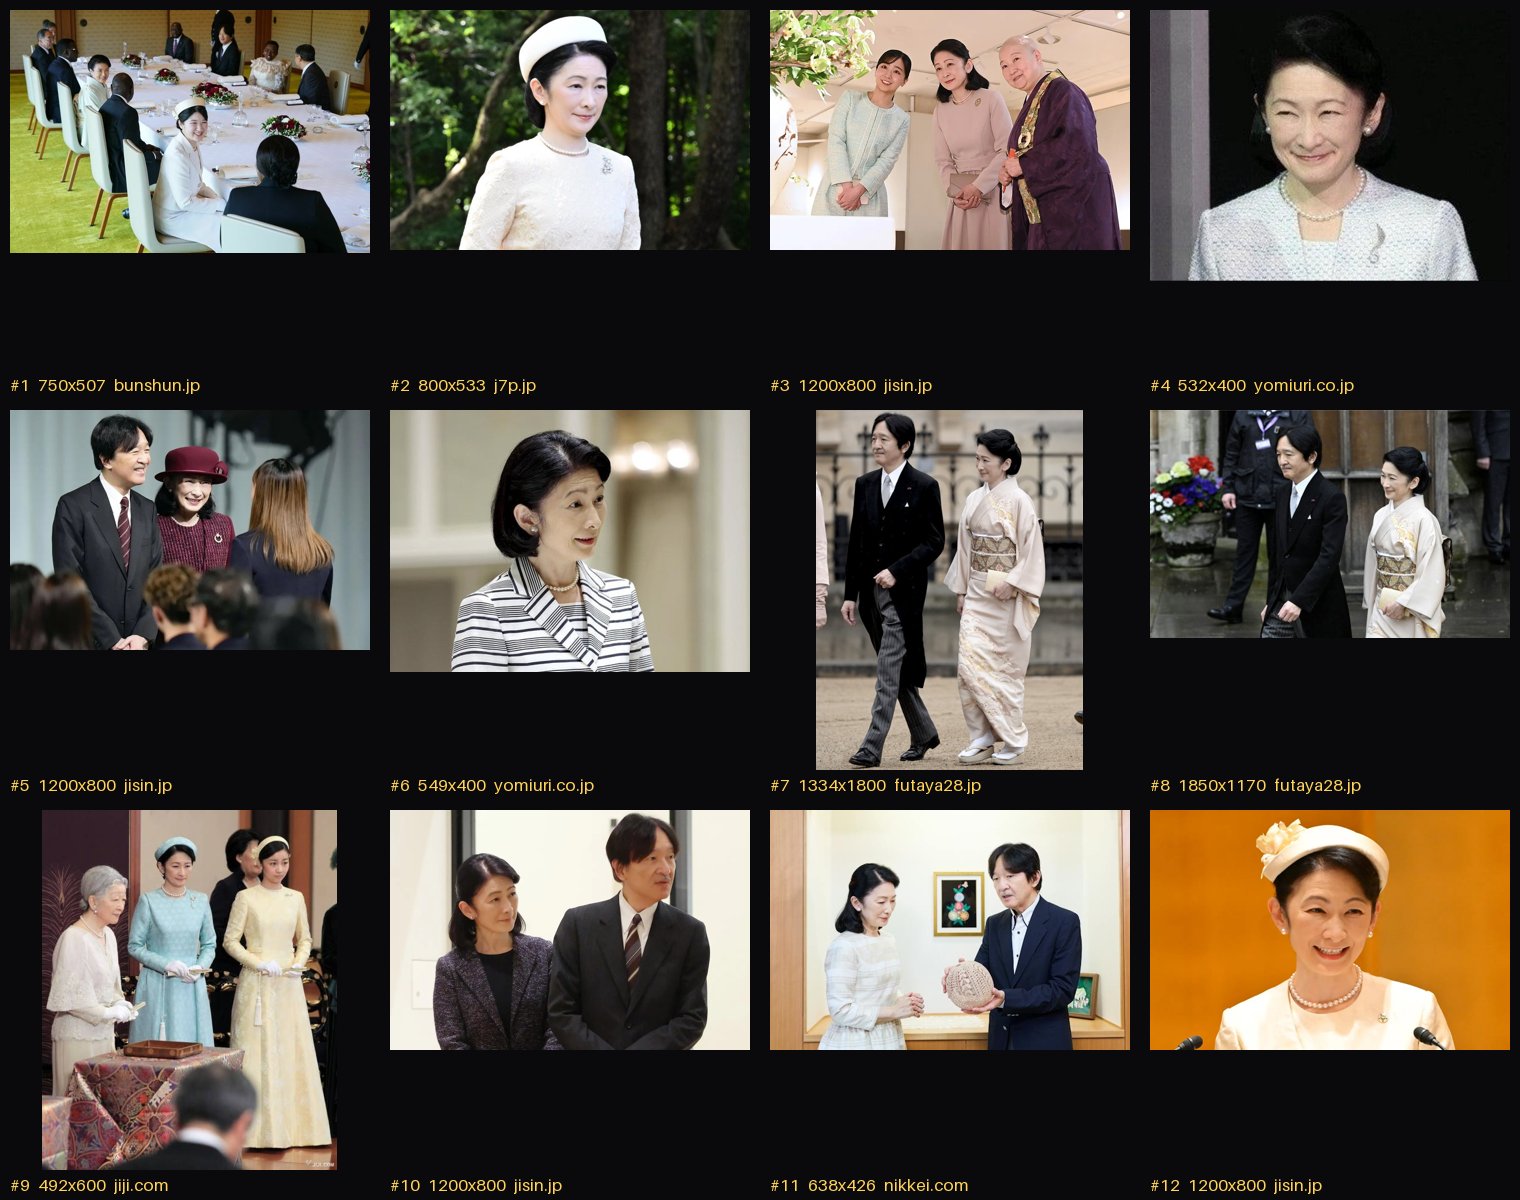 #1 750x507 bunshun.jp
#2 800x533 j7p.jp
#3 1200x800 jisin.jp
#4 532x400 yomiuri.co.jp
#5 1200x800 jisin.jp
#6 549x400 yomiuri.co.jp
#7 1334x1800 futaya28.jp
#8 1850x1170 futaya28.jp
JIJI.COM
#9 492x600 jiji.com
#10 1200x800 jisin.jp
#11 638x426 nikkei.com
#12 1200x800 jisin.jp